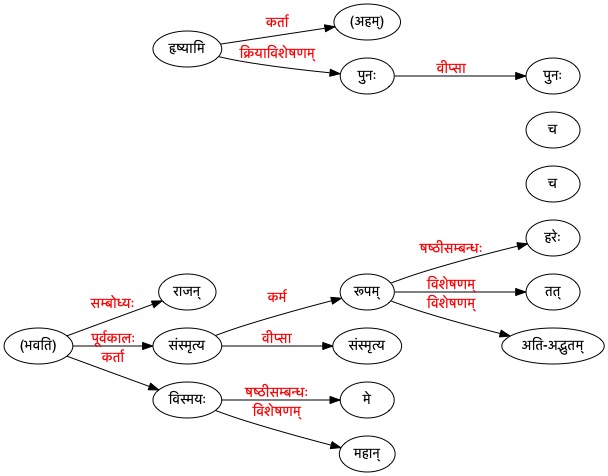 कर्ता
(अहम्)
हृष्यामि
क्रियाविशेषणम्
पुनः
वीप्सा
पुनः
च
च
षष्ठीसम्बन्धः
हरेः
सम्बोध्यः
राजन्
कर्म
रूपम्
विशेषणम्
तत्
विशेषणम्
(भवति)
पूर्वकालः
संस्मृत्य
वीप्सा
संस्मृत्य
अति-अद्भुतम्
कर्ता
विस्मयः
षष्ठीसम्बन्धः
मे
विशेषणम्
महान्